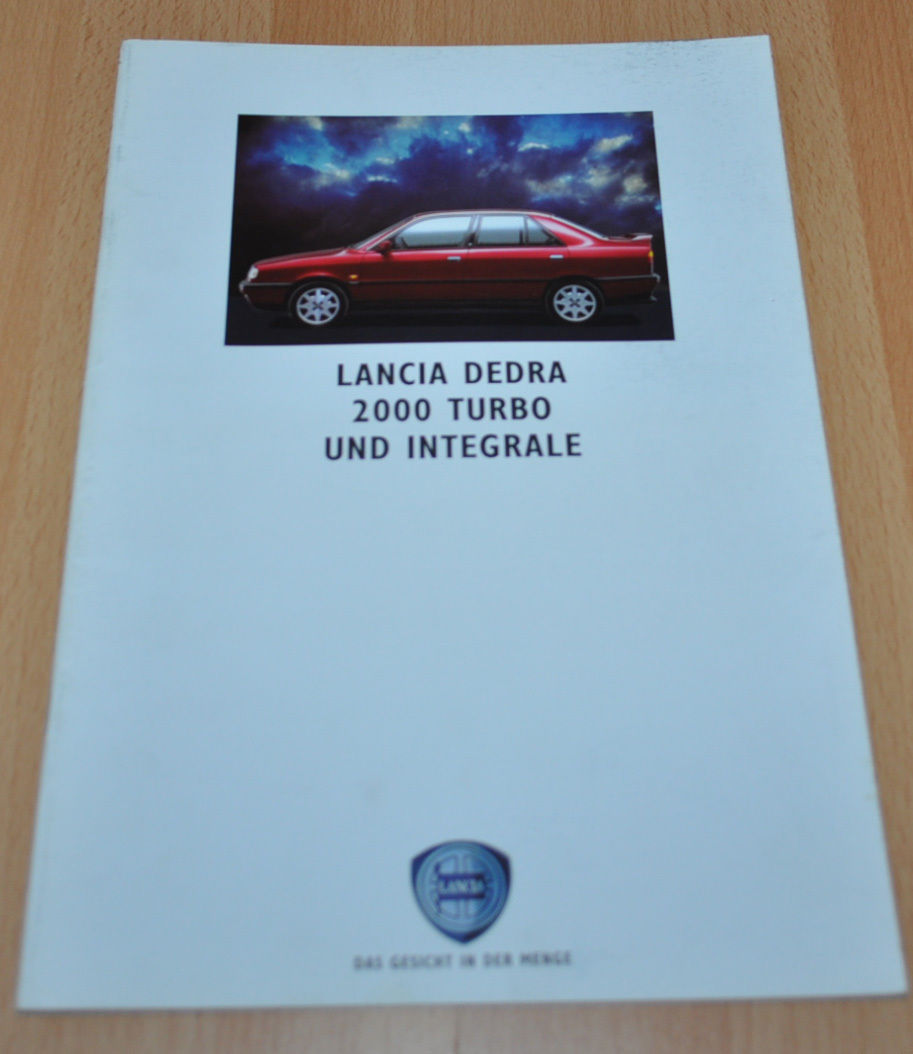 LANCIA DEDRA
2000 TURBO
UND INTEGRALE
LANCIA
DAS GESICHT IN DER MENGE